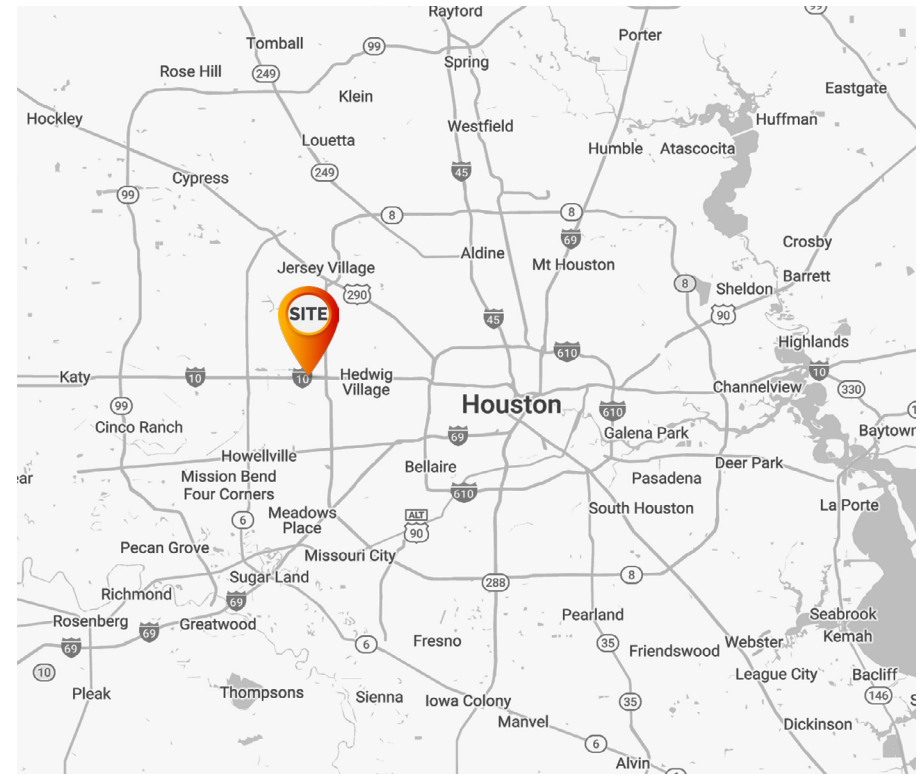 Rayford
99
Porter
Tomball
99
249
Spring
Rose Hill
Klein
Eastgate
Hockley
Westfield
Huffman
Louetta
Humble
Atascocita
249
45
Cypress
99
8
8
69
Crosby
Aldine
Mt Houston
Jersey Village
Barrett
8
Sheldon
290
SITE
90
45
Highlands
610
Katy
10
10
Hedwig
Village
10
Channelview
330
99
Houston
610
1
Cinco Ranch
69
Galena Park
Baytown
Howellville
Bellaire
Deer Park
ear
Mission Bend
Pasadena
Four Corners
610
La Porte
Meadows
Place
South Houston
6
ALT
90
Pecan Grove
Missouri City
Sugar Land
288
8
Richmond
69
Rosenberg
Greatwood
69
Pearland
Seabrook
Kemah
69
6
Fresno
35
Friendswood
Webster
10
League City
Bacliff
Pleak
Thompsons
Sienna
Iowa Colony
35
146
S
Manvel
Dickinson
6
Alvin